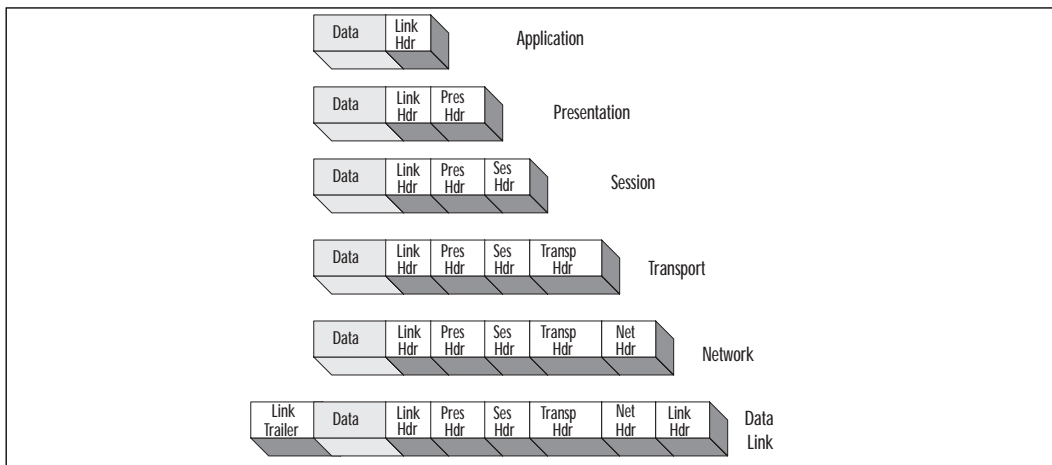 Data Link Hdr Application
Data Link Hdr Pres Hdr Presentation
Data Link Hdr Pres Hdr Ses Hdr Session
Data Link Hdr Pres Hdr Ses Hdr Transp Hdr Transport
Data Link Hdr Pres Hdr Ses Hdr Transp Hdr Net Hdr Network
Link Trailer Data Link Hdr Pres Hdr Ses Hdr Transp Hdr Net Hdr Link Hdr Data Link